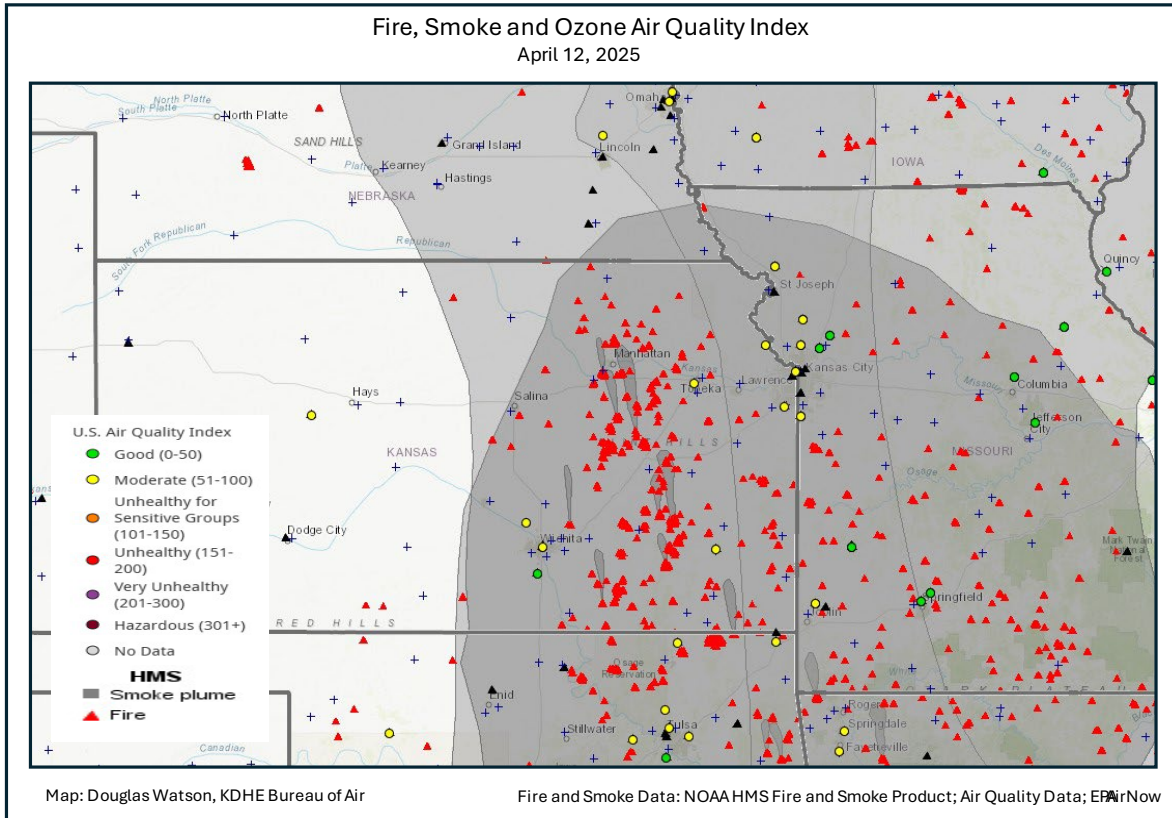 Fire, Smoke and Ozone Air Quality Index
April 12, 2025
North Platte
South Platte
North Platte
Omaha
SAND HILLS
Grand Island
Lincoln
Des Moines
IOWA
Platte
Kearney
Hastings
NEBRASKA
South Fork Republican
Republican
Quincy
St Joseph
Manhattan
Kansas
Kansas City
Topeka
Lawrence
Missouri
Columbia
Hays
Salina
Jefferson
City
U.S. Air Quality Index
Good (0-50)
Moderate (51-100)
Unhealthy for
Sensitive Groups
(101-150)
Unhealthy (151-
200)
Very Unhealthy
(201-300)
Hazardous (301+)
No Data
HMS
Smoke plume
Fire
KANSAS
HILLS
MISSOURI
Osage
Dodge City
Wichita
Mark Twain
National
Forest
Springfield
Joplin
RED HILLS
Osage
Reservation
Enid
Stillwater
Tulsa
Rogers
Springdale
Fayetteville
Canadian
Map: Douglas Watson, KDHE Bureau of Air
Fire and Smoke Data: NOAA HMS Fire and Smoke Product; Air Quality Data; EPA AirNow